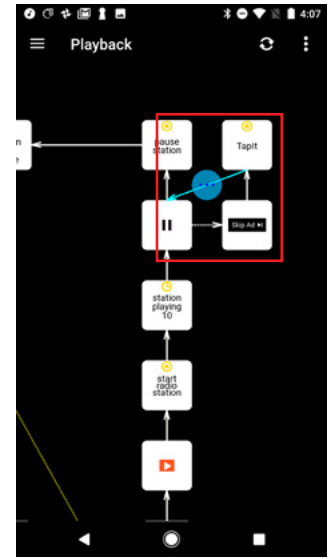 4:07
Playback
n
e
pause
station
TapIt
Skip Ad
station
playing
10
start
radio
station